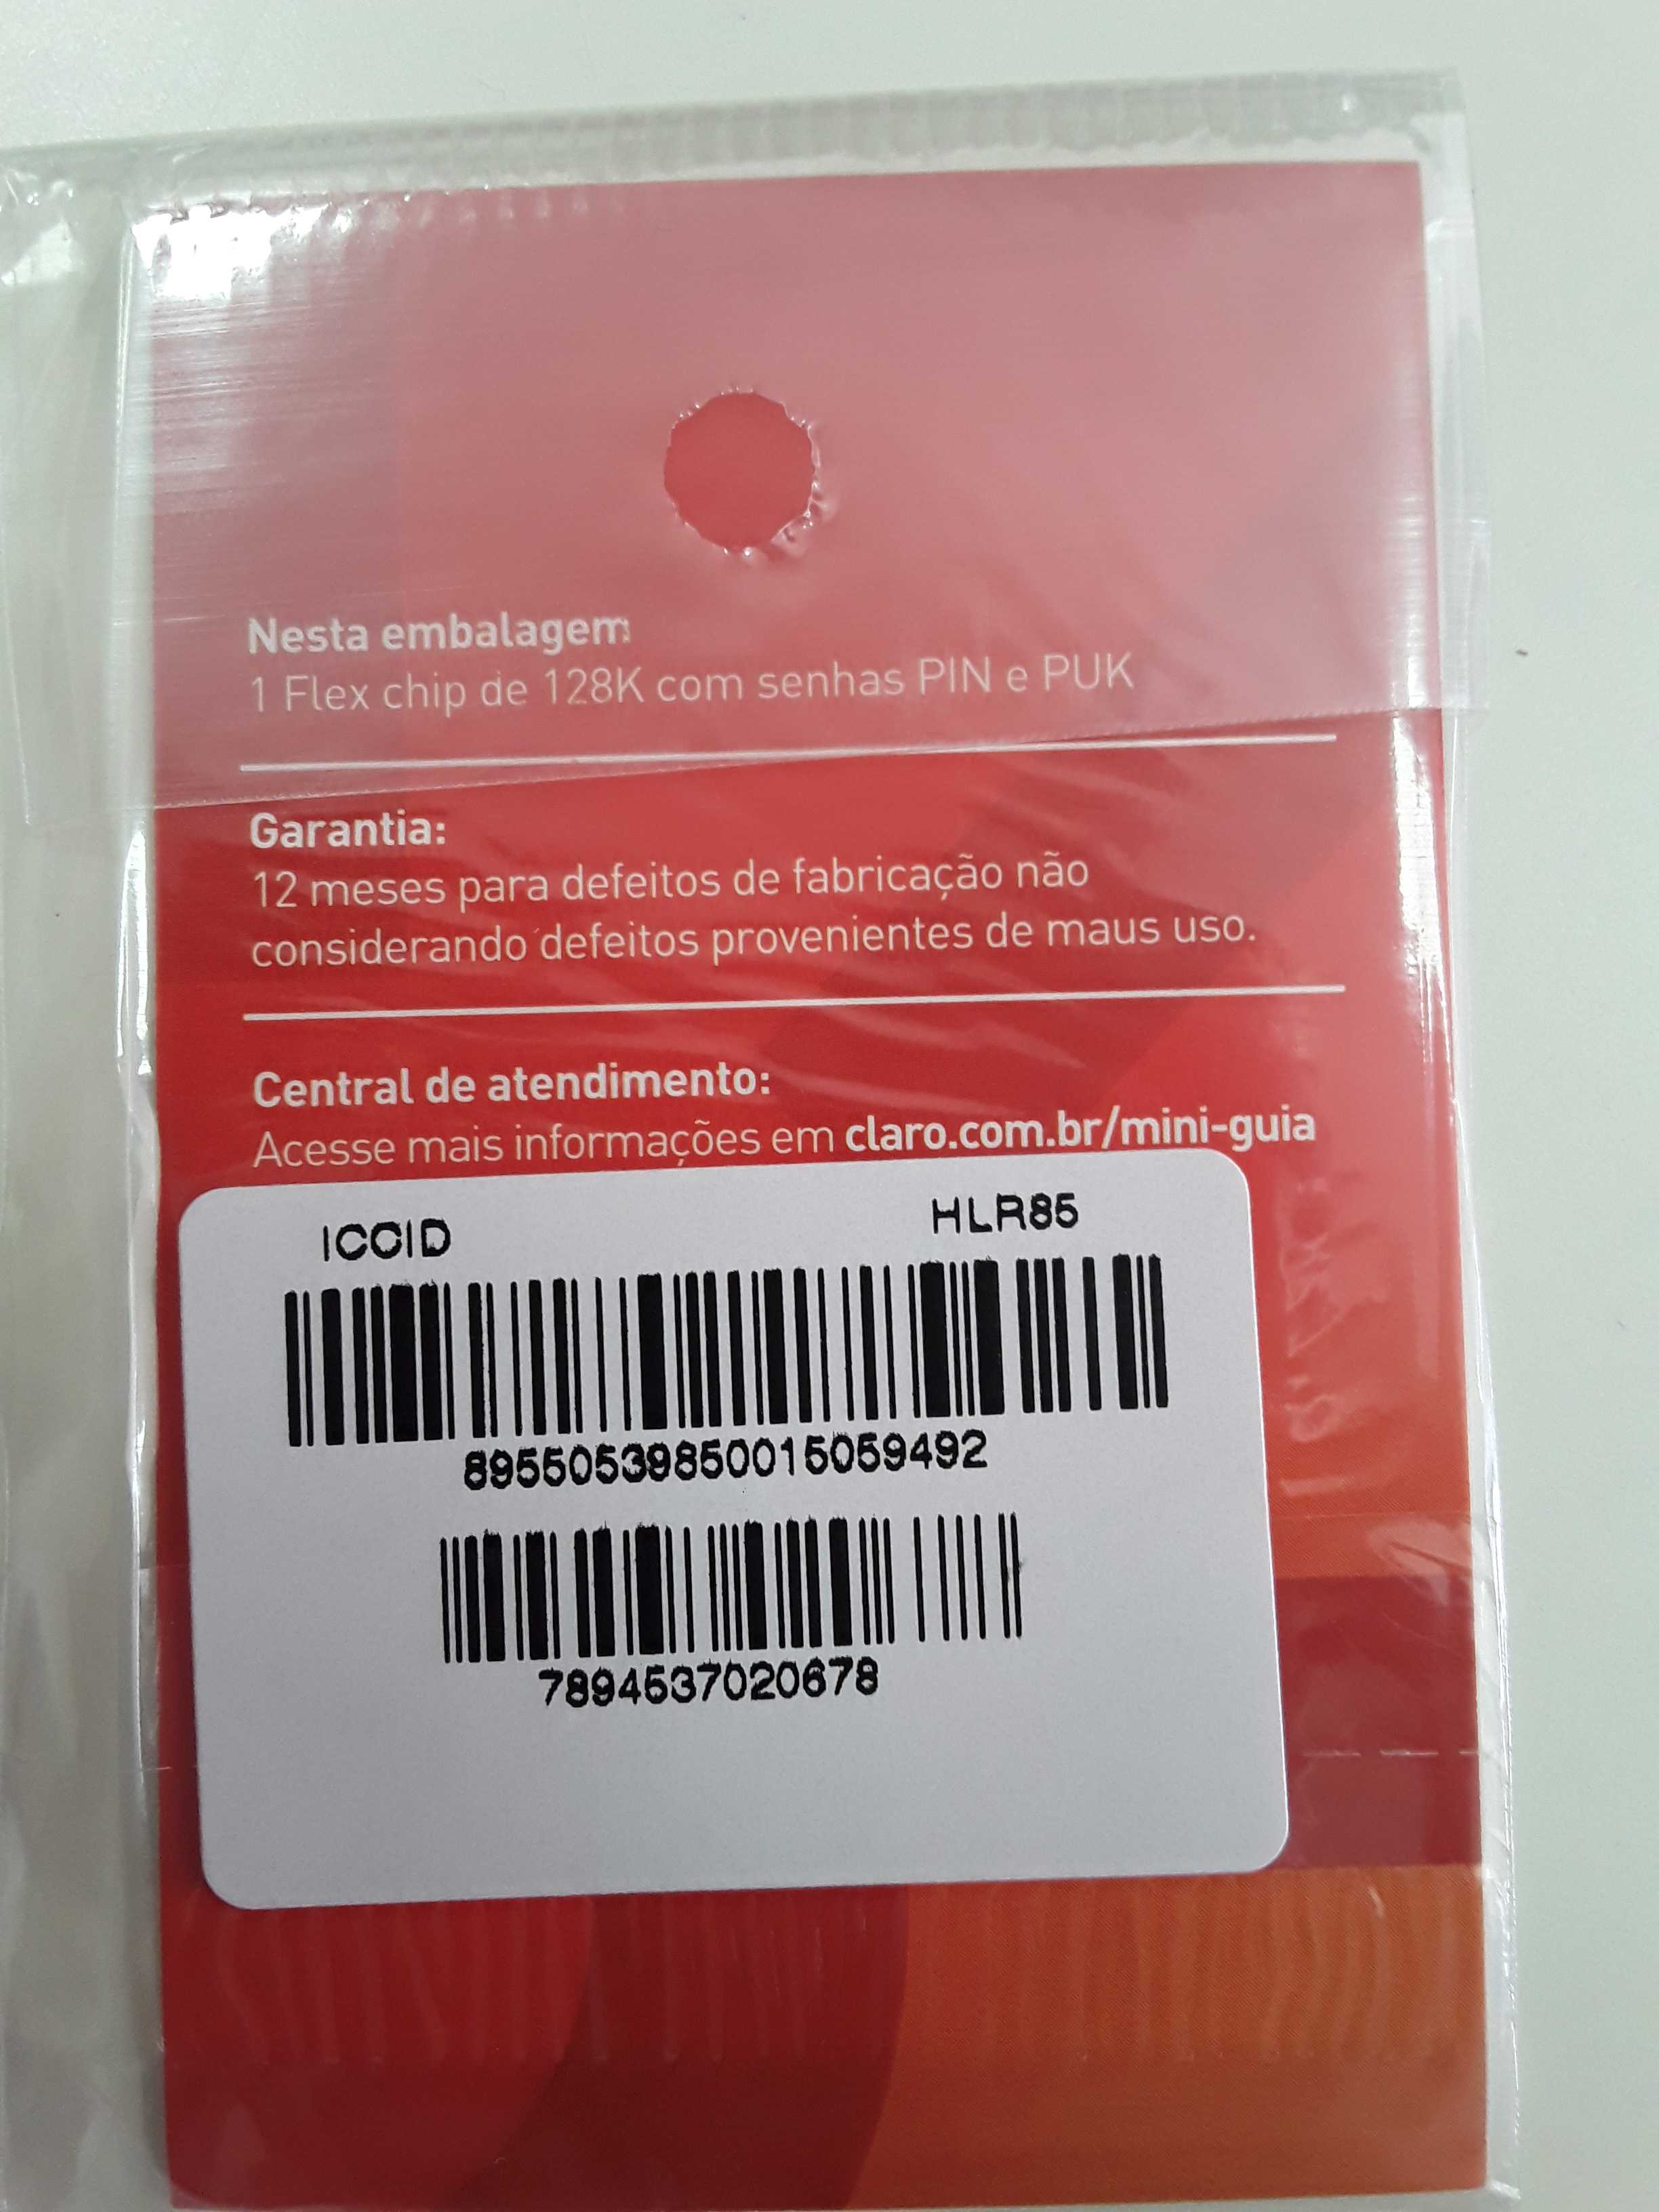 Nesta embalagem:
1 Flex chip de 128K com senhas PIN e PUK
Garantia:
12 meses para defeitos de fabricação não
considerando defeitos provenientes de maus uso.
Central de atendimento:
Acesse mais informações em claro.com.br/mini-guia
ICCID HLR85
89550539850015059492
7894537020678